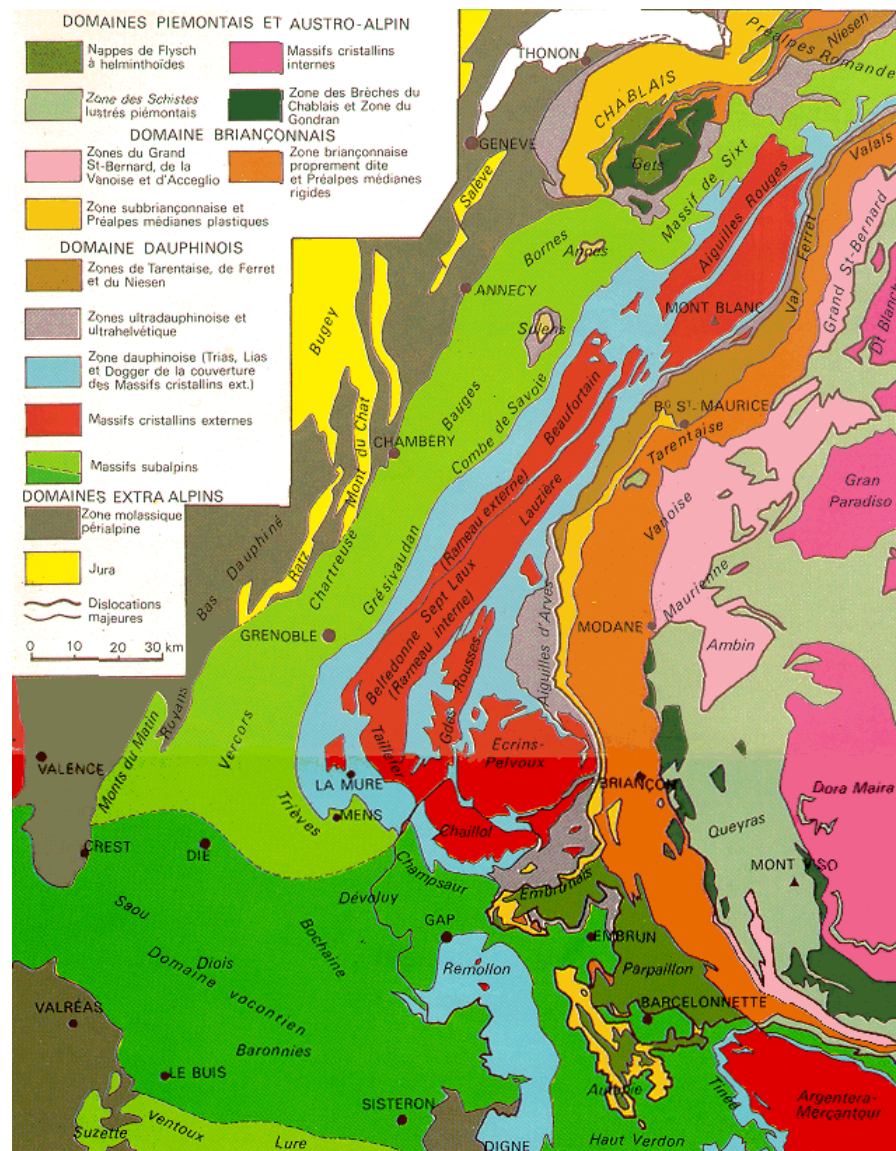 DOMAINES PIEMONTAIS ET AUSTRO-ALPIN
Nappes de Flysch
à helminthoïdes
Massifs cristallins
internes
Zone des Schistes
lustrés piémontais
Zone des Brèches du
Chablais et Zone du
Gondran
DOMAINE BRIANÇONNAIS
Zones du Grand
St-Bernard, de la
Vanoise et d'Acceglio
Zone briançonnaise
proprement dite
et Préalpes médianes
rigides
Zone subbriançonnaise et
Préalpes médianes plastiques
DOMAINE DAUPHINOIS
Zones de Tarentaise, de Ferret
et du Niesen
Zones ultradauphinoise et
ultrahelvétique
Zone dauphinoise (Trias, Lias
et Dogger de la couverture
des Massifs cristallins ext.)
Massifs cristallins externes
Massifs subalpins
DOMAINES EXTRA ALPINS
Zone molassique
périalpine
Jura
Dislocations
majeures
0 10 20 30 km
THONON
Préalpes Romande
Niesen
CHABLAIS
GENÈVE
Gets
Salève
Massif de Sixt
Valais
Aiguilles Rouges
Bornes
Annes
ANNECY
MONT BLANC
Val Ferret
Grand St-Bernard
Dt Blanch
Sulens
Bugey
Bauges
Combe de Savoie
Beaufortain
BG ST-MAURICE
Tarentaise
CHAMBÉRY
Mont du Chat
(Rameau externe)
Lauzière
Gran
Paradiso
Vanoise
Bas Dauphiné
Ratz
Chartreuse
Grésivaudan
Belledonne Sept Laux
(Rameau interne)
Maurienne
GRENOBLE
MODANE
Ambin
Aiguilles d'Arves
Gdes Rousses
Royans
Monts du Matin
Vercors
Taillefer
Ecrins-
Pelvoux
VALENCE
LA MURE
BRIANÇON
Dora Maira
Trièves
MENS
Chaillol
Queyras
CREST
DIE
MONT VISO
Champsaur
Embrunais
Dévoluy
Saou
Bochaine
GAP
EMBRUN
Diois
Domaine vocontien
Remollon
Parpaillon
VALRÉAS
BARCELONNETTE
Baronnies
LE BUIS
Autapie
Tinée
Argentera-
Merçantour
SISTERON
Suzette
Ventoux
Lure
DIGNE
Haut Verdon